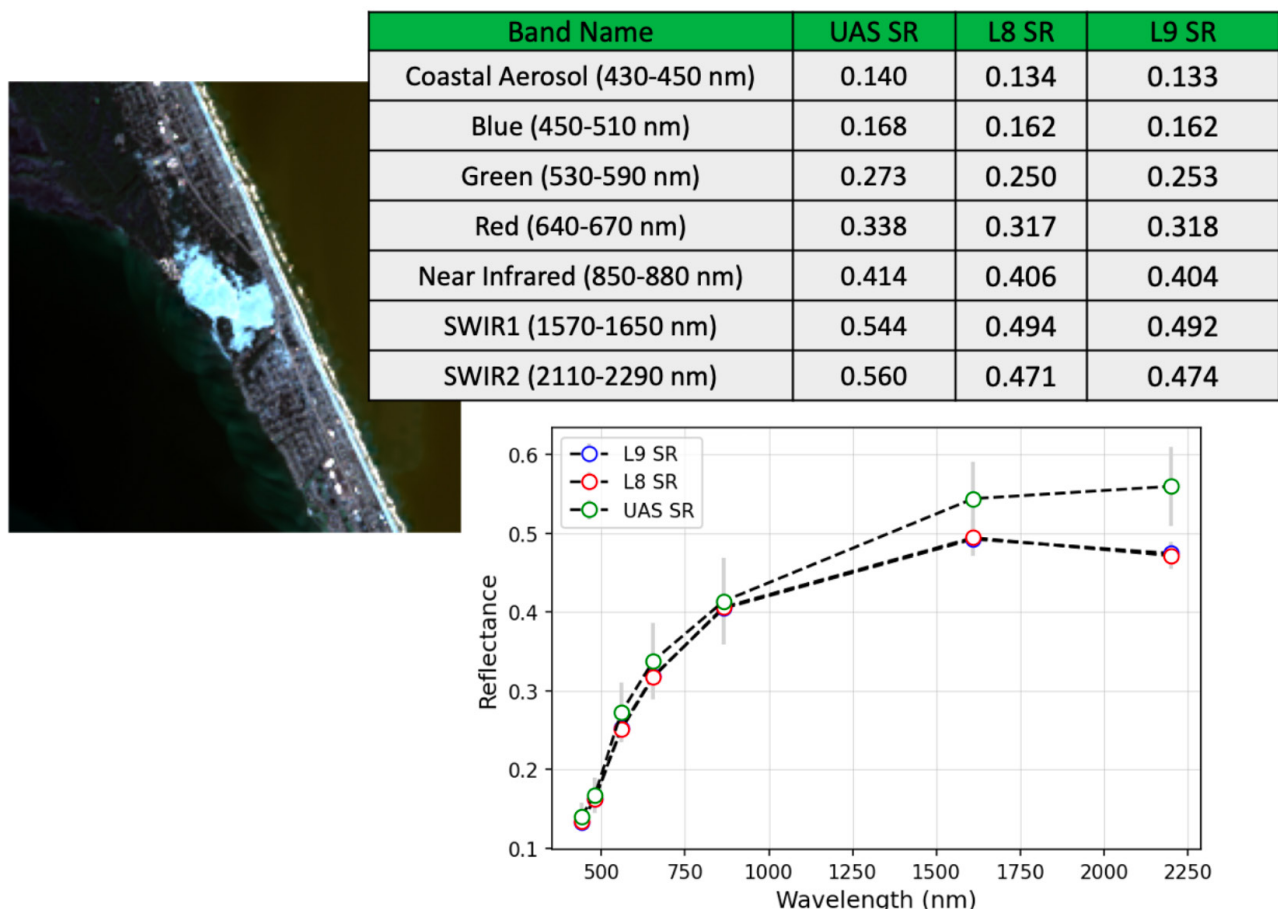 Band Name UAS SR L8 SR L9 SR
Coastal Aerosol (430-450 nm) 0.140 0.134 0.133
Blue (450-510 nm) 0.168 0.162 0.162
Green (530-590 nm) 0.273 0.250 0.253
Red (640-670 nm) 0.338 0.317 0.318
Near Infrared (850-880 nm) 0.414 0.406 0.404
SWIR1 (1570-1650 nm) 0.544 0.494 0.492
SWIR2 (2110-2290 nm) 0.560 0.471 0.474
L9 SR
L8 SR
UAS SR
Reflectance
0.6
0.5
0.4
0.3
0.2
0.1
500 750 1000 1250 1500 1750 2000 2250
Wavelength (nm)